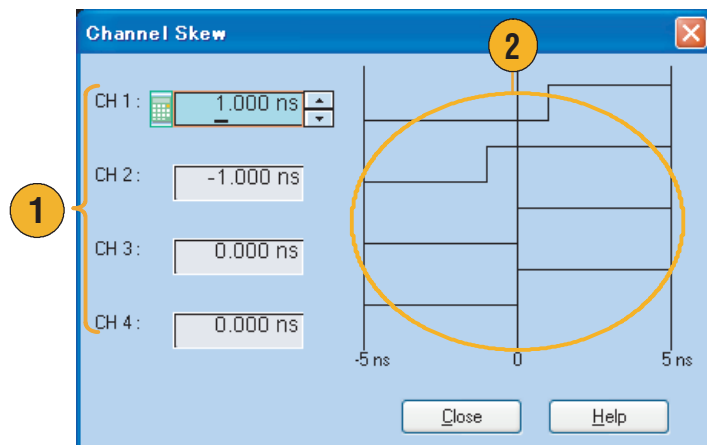 Channel Skew
2
CH 1 : 1.000 ns
CH 2 : -1.000 ns
1
CH 3 : 0.000 ns
CH 4 : 0.000 ns
-5 ns 0 5 ns
Close Help